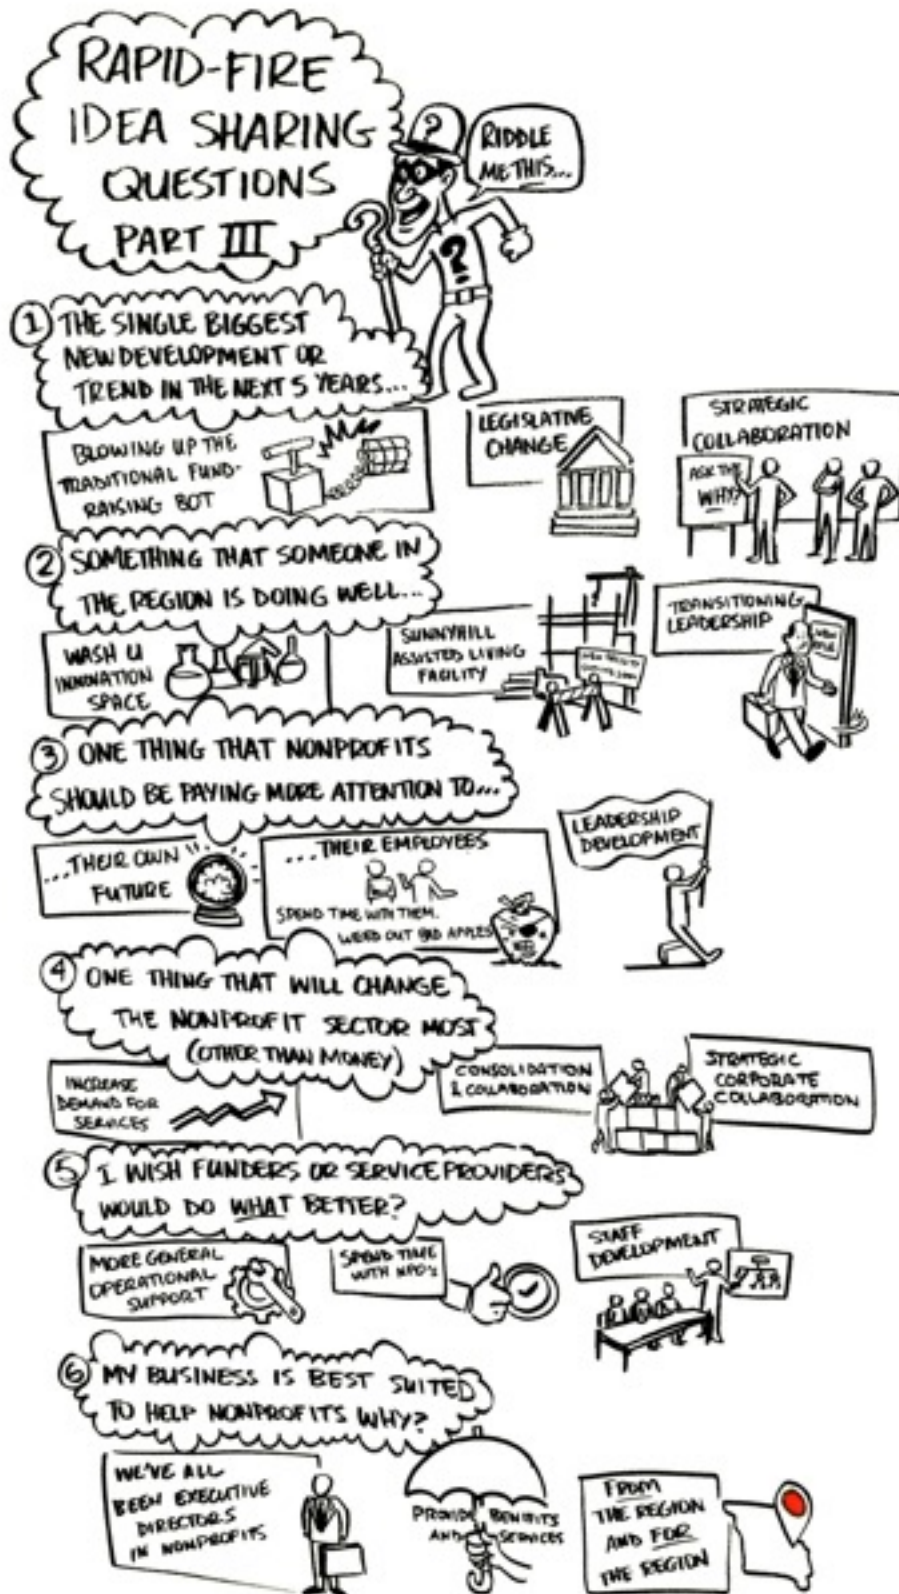 RAPID-FIRE
IDEA SHARING
QUESTIONS
PART III
RIDDLE
ME THIS...
?
?
1 THE SINGLE BIGGEST
NEW DEVELOPMENT OR
TREND IN THE NEXT 5 YEARS...
BLOWING UP THE
TRADITIONAL FUND-
RAISING BOT
LEGISLATIVE
CHANGE
STRATEGIC
COLLABORATION
ASK THE
WHY?
2 SOMETHING THAT SOMEONE IN
THE REGION IS DOING WELL...
WASH U
INNOVATION
SPACE
SUNNYHILL
ASSISTED LIVING
FACILITY
TRANSITIONING
LEADERSHIP
3 ONE THING THAT NONPROFITS
SHOULD BE PAYING MORE ATTENTION TO...
...THEIR OWN
FUTURE
...THEIR EMPLOYEES
SPEND TIME WITH THEM.
WEED OUT BAD APPLES
LEADERSHIP
DEVELOPMENT
4 ONE THING THAT WILL CHANGE
THE NONPROFIT SECTOR MOST
(OTHER THAN MONEY)
INCREASE
DEMAND FOR
SERVICES
CONSOLIDATION
& COLLABORATION
STRATEGIC
CORPORATE
COLLABORATION
5 I WISH FUNDERS OR SERVICE PROVIDERS
WOULD DO WHAT BETTER?
MORE GENERAL
OPERATIONAL
SUPPORT
SPEND TIME
WITH NPO'S
STAFF
DEVELOPMENT
6 MY BUSINESS IS BEST SUITED
TO HELP NONPROFITS WHY?
WE'VE ALL
BEEN EXECUTIVE
DIRECTORS
IN NONPROFITS
PROVIDE BENEFITS
AND SERVICES
FROM
THE REGION
AND FOR
THE REGION